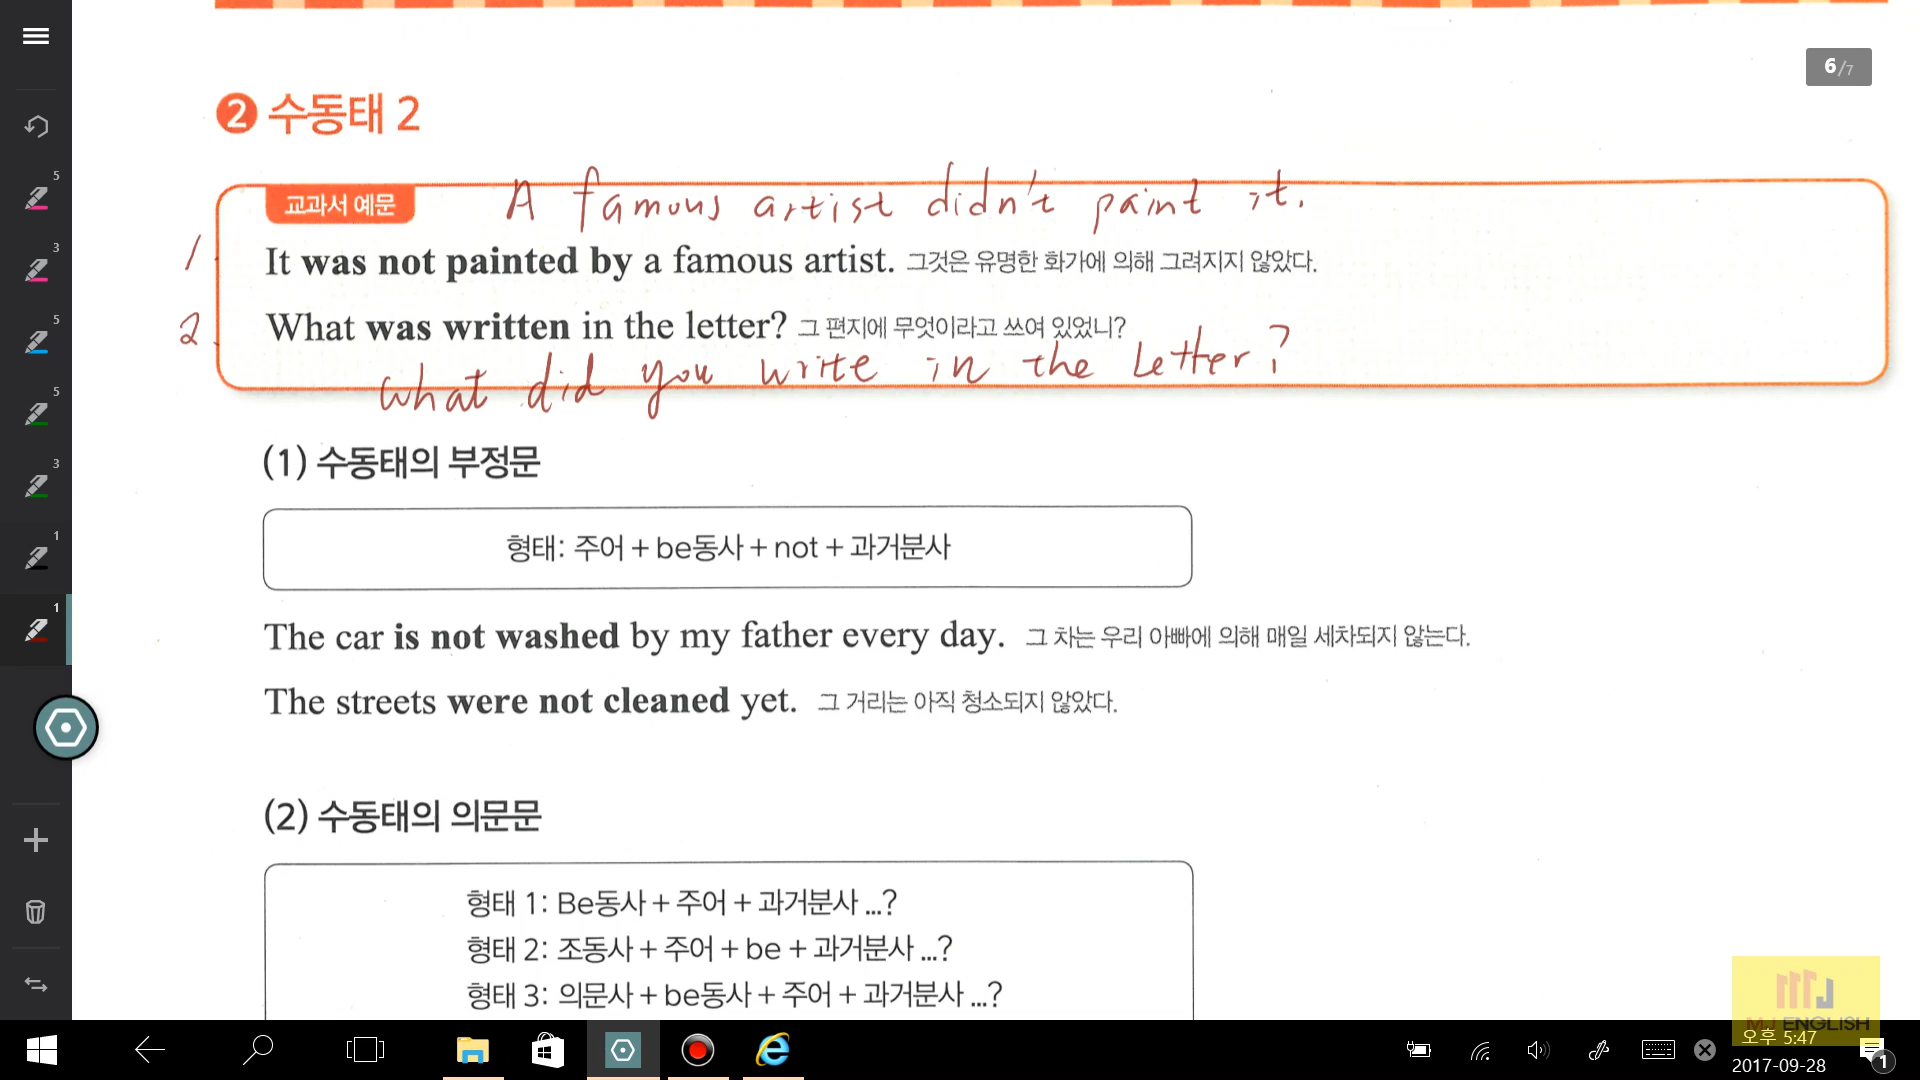 6/7
❷ 수동태 2
A famous artist didn't paint it.
교과서 예문
1. It was not painted by a famous artist. 그것은 유명한 화가에 의해 그려지지 않았다.
2. What was written in the letter? 그 편지에 무엇이라고 쓰여 있었니?
What did you write in the letter?
(1) 수동태의 부정문
형태: 주어 + be동사 + not + 과거분사
The car is not washed by my father every day. 그 차는 우리 아빠에 의해 매일 세차되지 않는다.
The streets were not cleaned yet. 그 거리는 아직 청소되지 않았다.
(2) 수동태의 의문문
형태 1: Be동사 + 주어 + 과거분사 ...?
형태 2: 조동사 + 주어 + be + 과거분사 ...?
형태 3: 의문사 + be동사 + 주어 + 과거분사 ...?
5
3
5
5
3
1
1
MJ ENGLISH
오후 5:47
2017-09-28
1